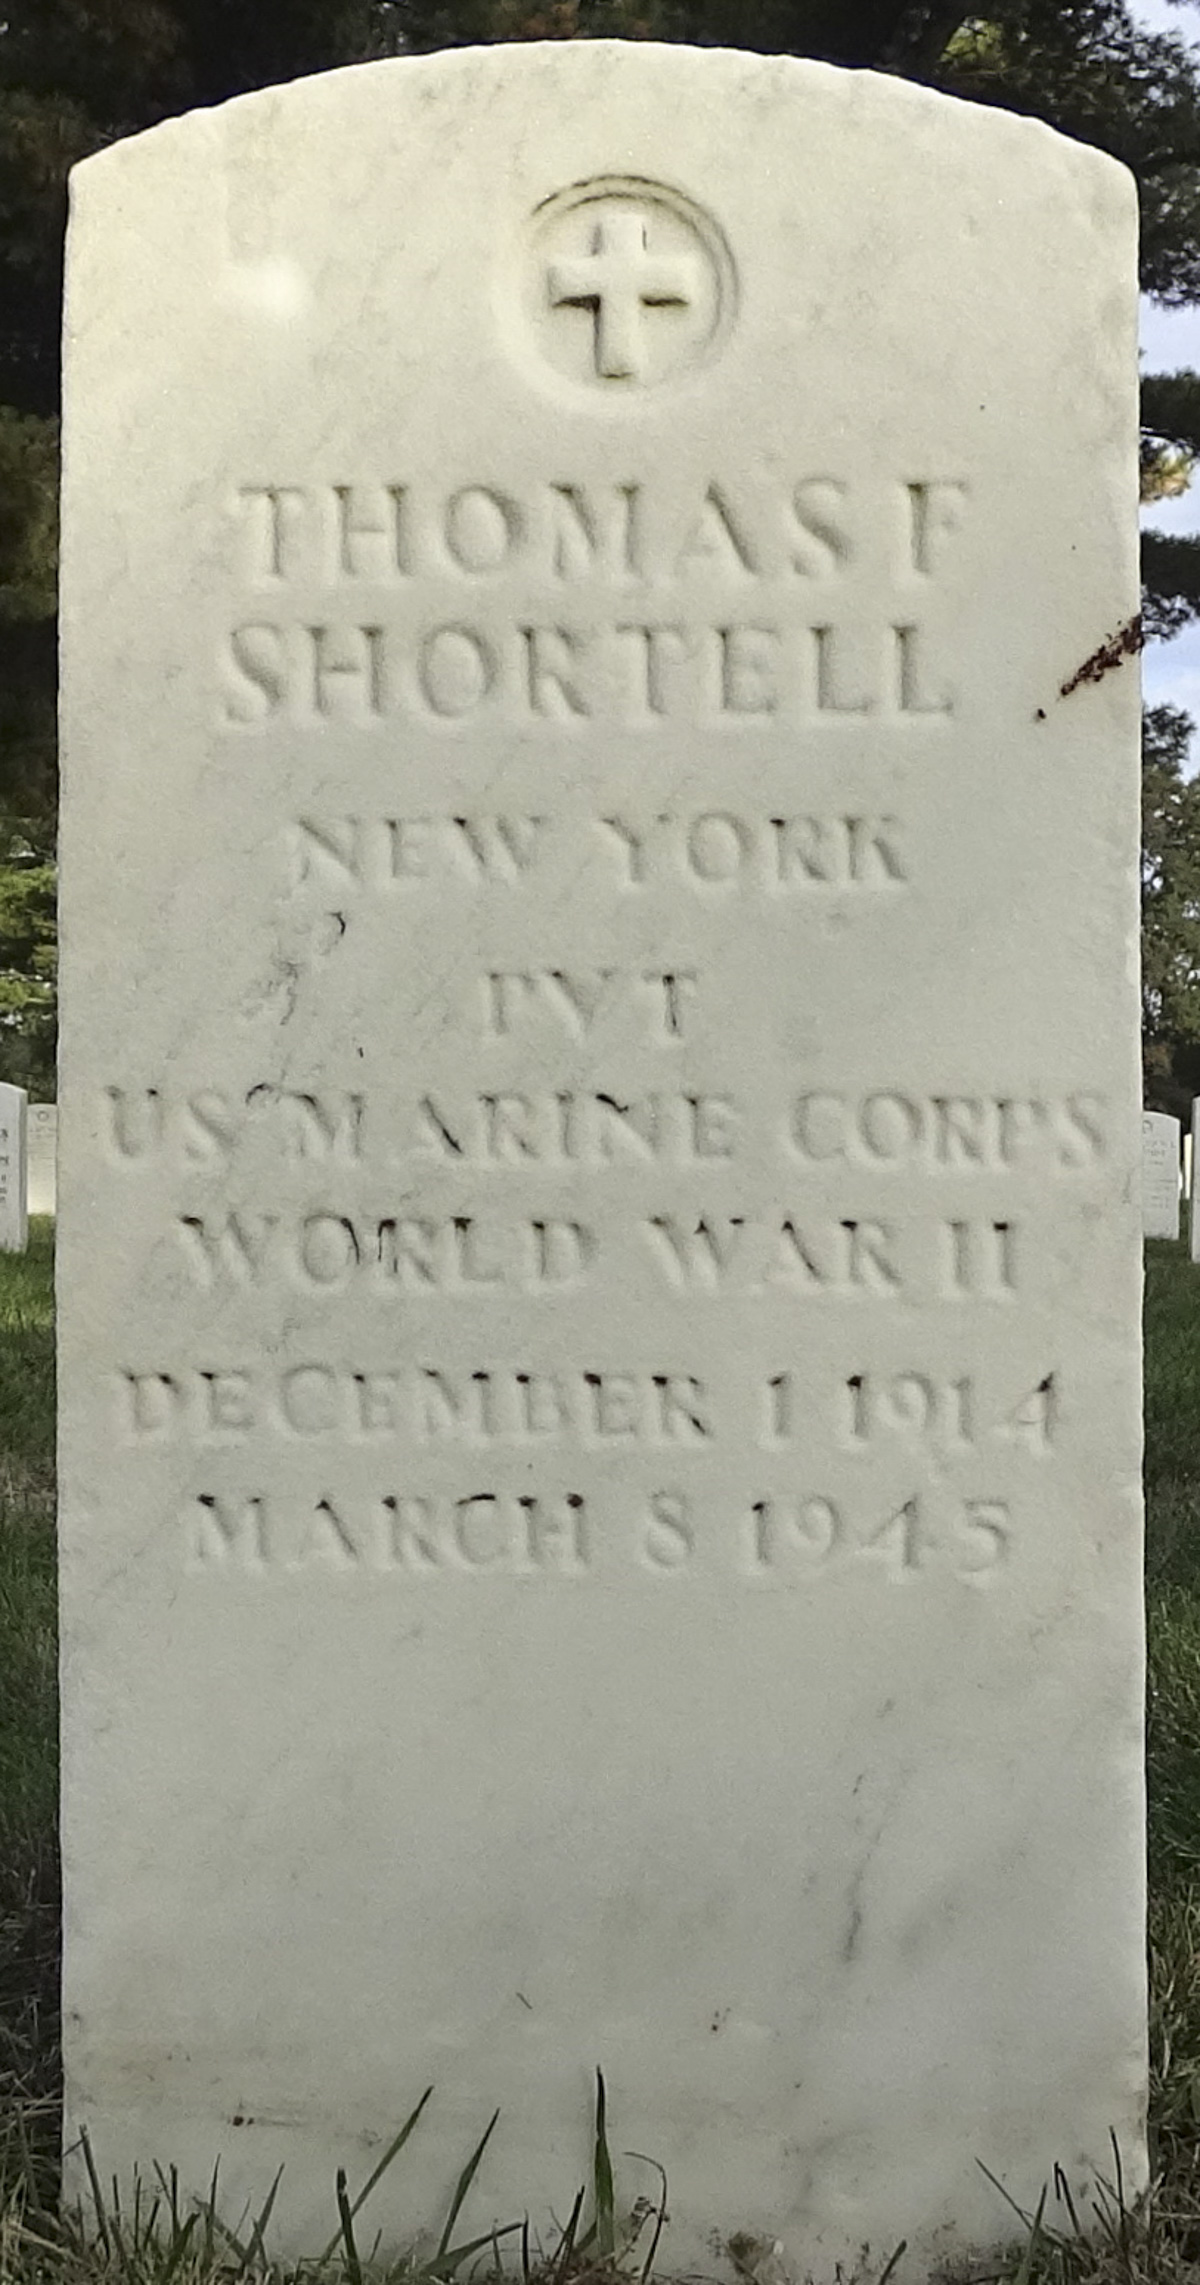 THOMAS F
SHORTELL
NEW YORK
PVT
US MARINE CORPS
WORLD WAR II
DECEMBER 1 1914
MARCH 8 1945